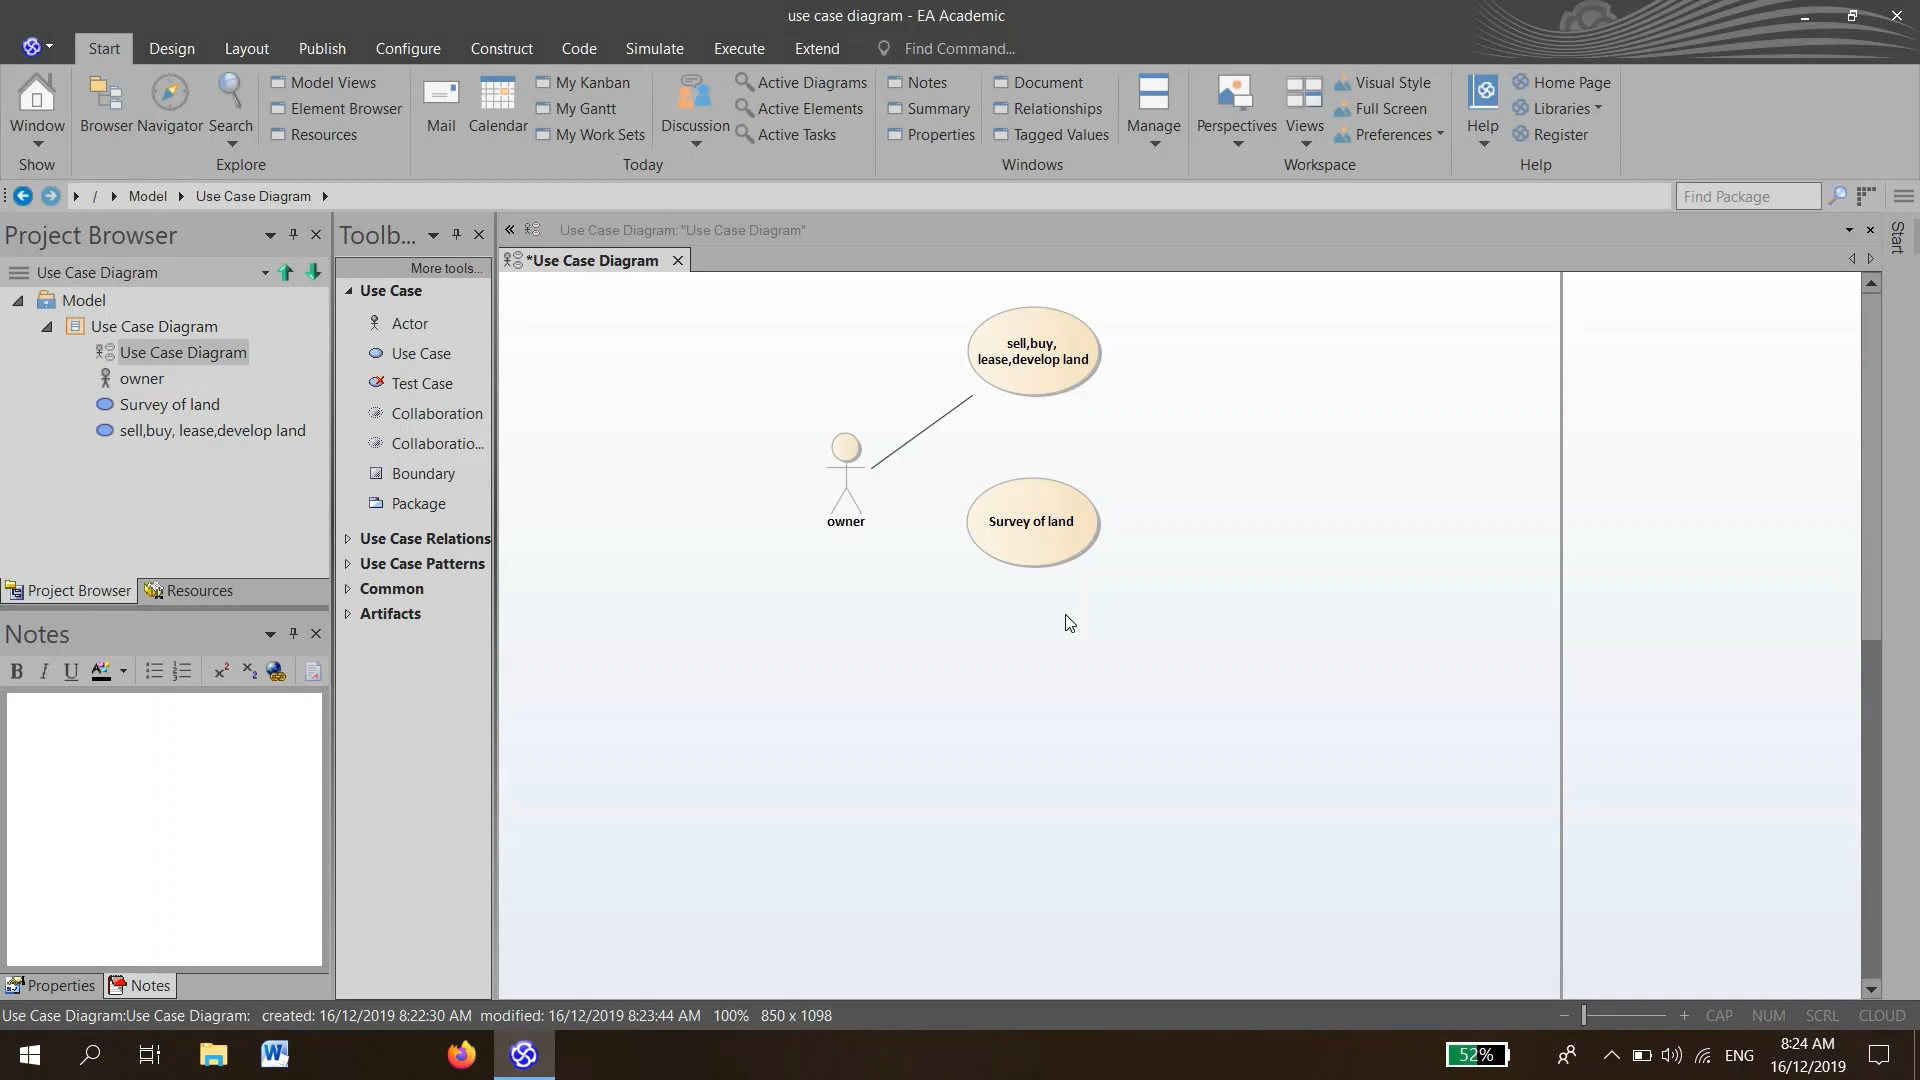 use case diagram - EA Academic
Start Design Layout Publish Configure Construct Code Simulate Execute Extend Find Command...
Window Browser Navigator Search Model Views Element Browser Resources Mail Calendar My Kanban My Gantt My Work Sets Discussion Active Diagrams Active Elements Active Tasks Notes Summary Properties Document Relationships Tagged Values Manage Perspectives Views Visual Style Full Screen Preferences Help Home Page Libraries Register
Show Explore Today Windows Workspace Help
/ Model Use Case Diagram Find Package
Project Browser
Use Case Diagram
Model
Use Case Diagram
Use Case Diagram
owner
Survey of land
sell,buy, lease,develop land
Project Browser Resources
Notes
B I U
Properties Notes
Toolb...
More tools...
Use Case
Actor
Use Case
Test Case
Collaboration
Collaboratio...
Boundary
Package
Use Case Relations
Use Case Patterns
Common
Artifacts
Use Case Diagram: "Use Case Diagram"
*Use Case Diagram
Start
sell,buy,
lease,develop land
owner
Survey of land
Use Case Diagram:Use Case Diagram: created: 16/12/2019 8:22:30 AM modified: 16/12/2019 8:23:44 AM 100% 850 x 1098
CAP NUM SCRL CLOUD
52% ENG
8:24 AM
16/12/2019